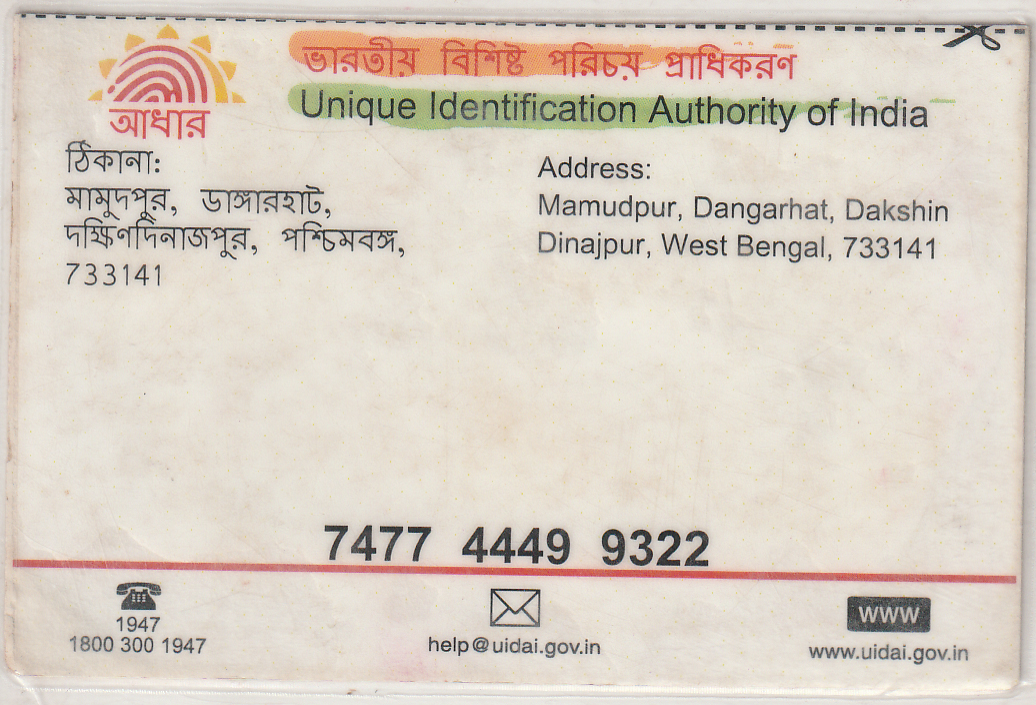 ভারতীয় বিশিষ্ট পরিচয় প্রাধিকরণ
Unique Identification Authority of India
আধার
ঠিকানা:
মামুদপুর, ডাঙ্গারহাট,
দক্ষিণদিনাজপুর, পশ্চিমবঙ্গ,
733141
Address:
Mamudpur, Dangarhat, Dakshin
Dinajpur, West Bengal, 733141
7477 4449 9322
1947
1800 300 1947
help@uidai.gov.in
www
www.uidai.gov.in